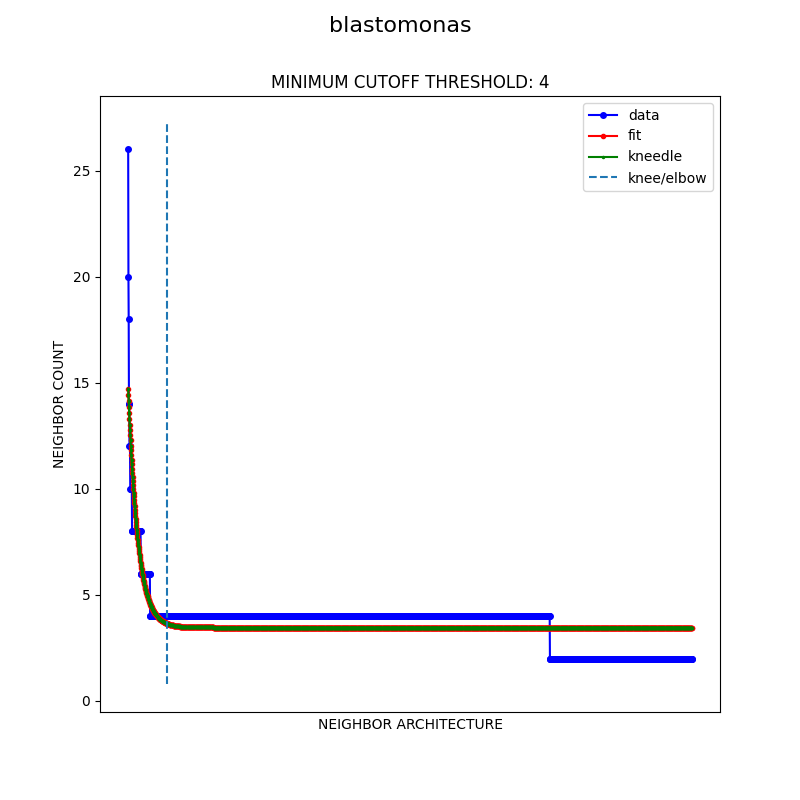 blastomonas
MINIMUM CUTOFF THRESHOLD: 4
data
fit
kneedle
knee/elbow
25
20
15
10
5
0
NEIGHBOR COUNT
NEIGHBOR ARCHITECTURE